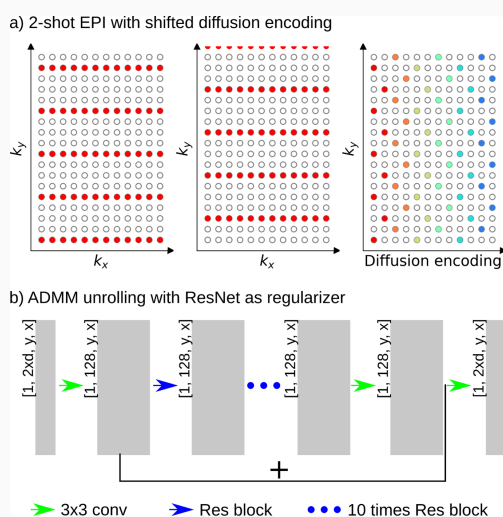 a) 2-shot EPI with shifted diffusion encoding
ky
ky
ky
kx
kx
Diffusion encoding
b) ADMM unrolling with ResNet as regularizer
[1, 2xd, y, x]
[1, 128, y, x]
[1, 128, y, x]
[1, 128, y, x]
[1, 128, y, x]
[1, 2xd, y, x]
+
3x3 conv
Res block
10 times Res block